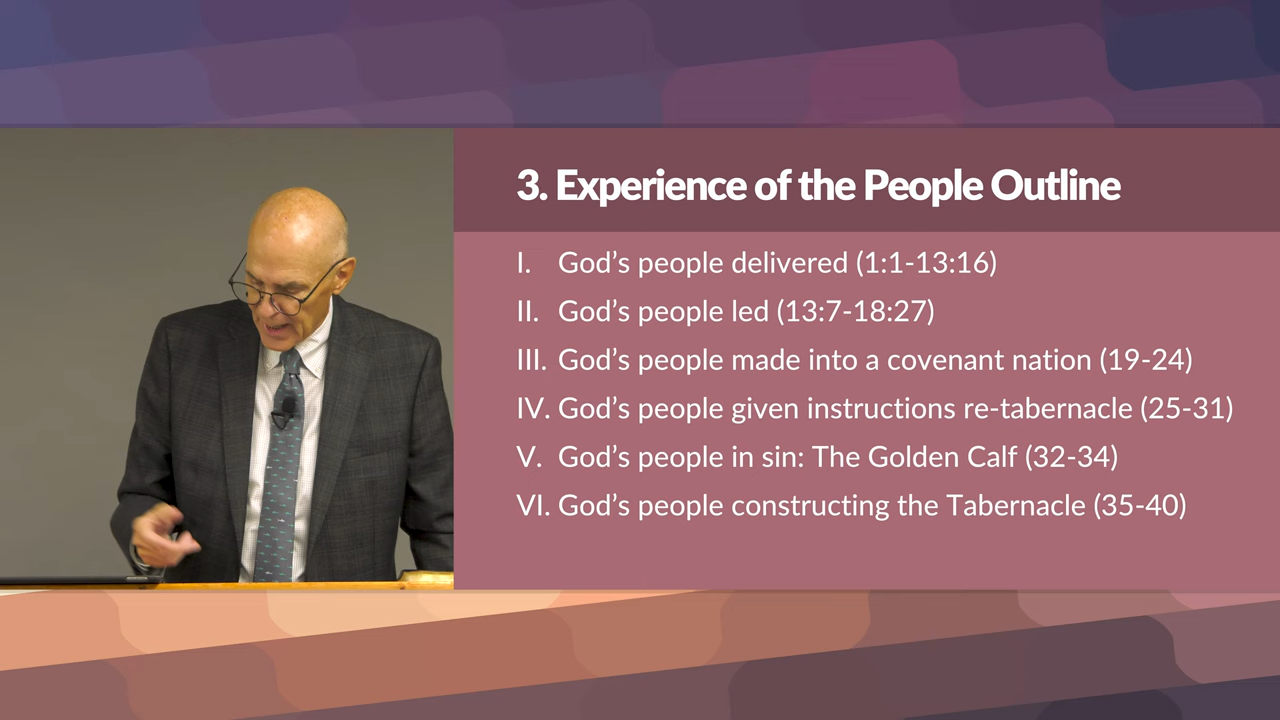 3. Experience of the People Outline
I. God’s people delivered (1:1-13:16)
II. God’s people led (13:7-18:27)
III. God’s people made into a covenant nation (19-24)
IV. God’s people given instructions re-tabernacle (25-31)
V. God’s people in sin: The Golden Calf (32-34)
VI. God’s people constructing the Tabernacle (35-40)